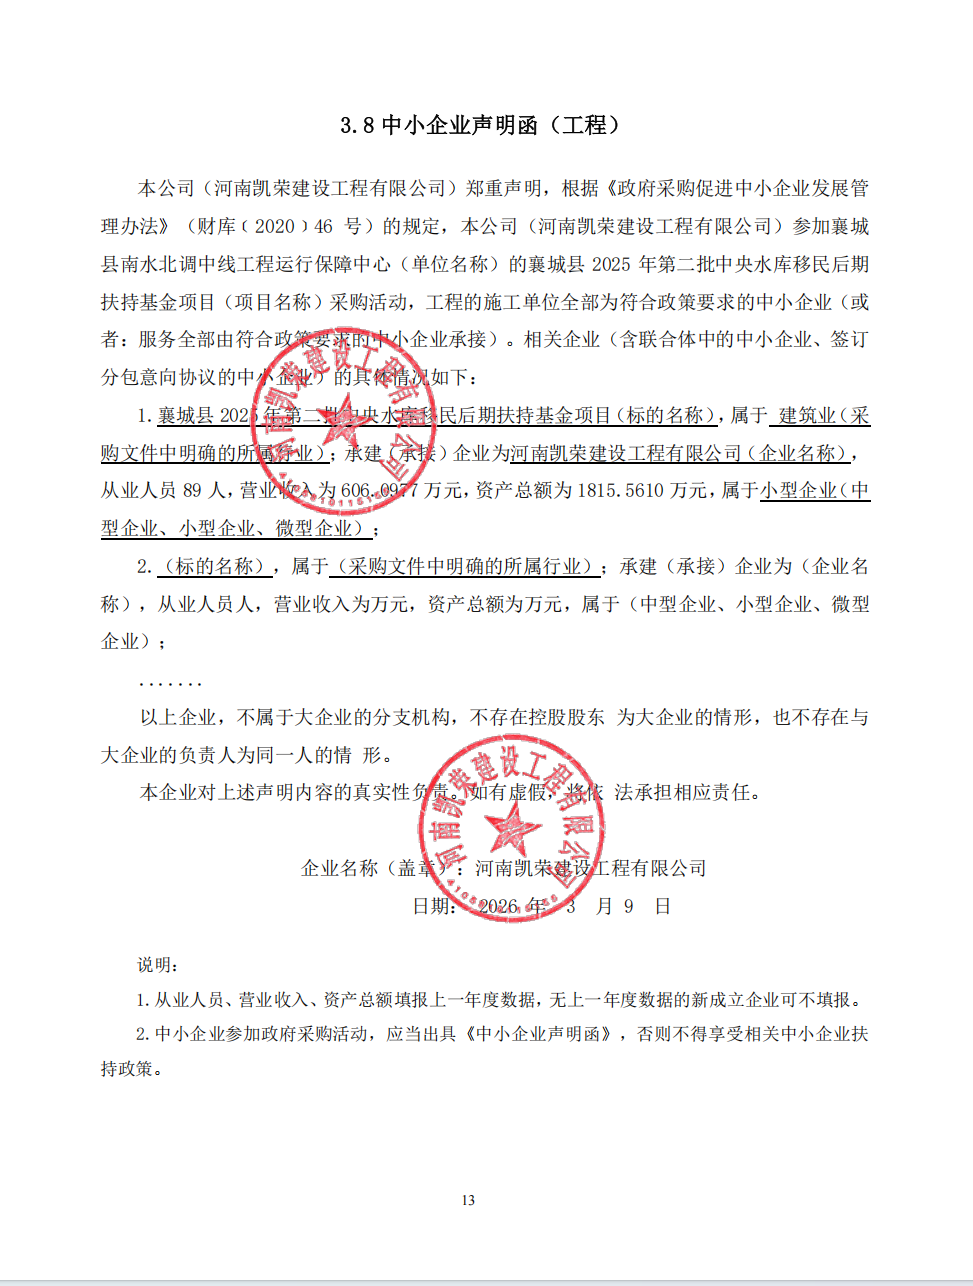 3.8中小企业声明函（工程）
本公司（河南凯荣建设工程有限公司）郑重声明，根据《政府采购促进中小企业发展管
理办法》（财库﹝2020﹞46 号）的规定，本公司（河南凯荣建设工程有限公司）参加襄城
县南水北调中线工程运行保障中心（单位名称）的襄城县 2025 年第二批中央水库移民后期
扶持基金项目（项目名称）采购活动，工程的施工单位全部为符合政策要求的中小企业（或
者：服务全部由符合政策要求的中小企业承接）。相关企业（含联合体中的中小企业、签订
分包意向协议的中小企业）的具体情况如下：
1.襄城县 2025 年第二批中央水库移民后期扶持基金项目（标的名称），属于 建筑业（采
购文件中明确的所属行业）；承建（承接）企业为河南凯荣建设工程有限公司（企业名称），
从业人员 89 人，营业收入为 606.0977 万元，资产总额为 1815.5610 万元，属于小型企业（中
型企业、小型企业、微型企业）；
2.（标的名称），属于（采购文件中明确的所属行业）；承建（承接）企业为（企业名
称），从业人员人，营业收入为万元，资产总额为万元，属于（中型企业、小型企业、微型
企业）；
.......
以上企业，不属于大企业的分支机构，不存在控股股东 为大企业的情形，也不存在与
大企业的负责人为同一人的情 形。
本企业对上述声明内容的真实性负责。如有虚假，将依 法承担相应责任。
企业名称（盖章）：河南凯荣建设工程有限公司
日期： 2026 年 3 月 9 日
说明：
1.从业人员、营业收入、资产总额填报上一年度数据，无上一年度数据的新成立企业可不填报。
2.中小企业参加政府采购活动，应当出具《中小企业声明函》，否则不得享受相关中小企业扶
持政策。
13
河南凯荣建设工程有限公司
河南凯荣建设工程有限公司